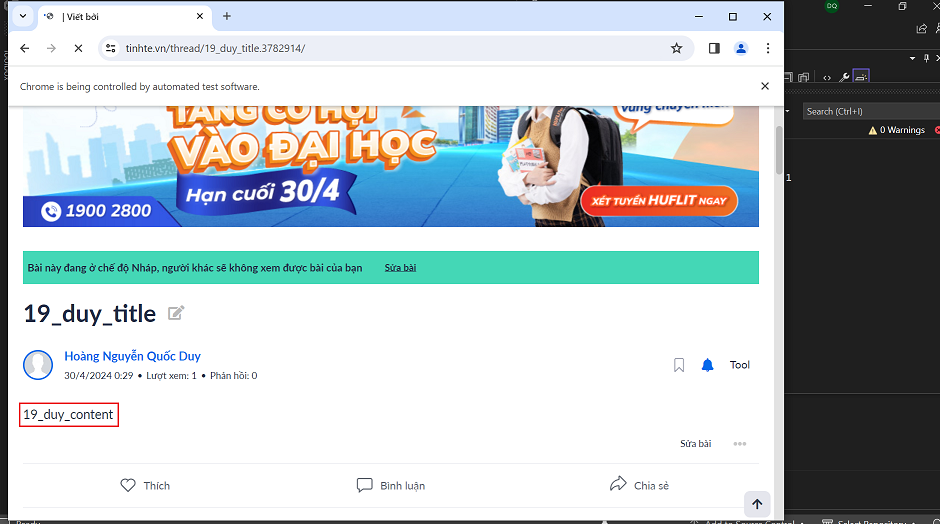 | Viết bởi
DQ
tinhte.vn/thread/19_duy_title.3782914/
Chrome is being controlled by automated test software.
Search (Ctrl+I)
0 Warnings
TĂNG CƠ HỘI
VÀO ĐẠI HỌC
Hạn cuối 30/4
1900 2800
XÉT TUYỂN HUFLIT NGAY
1
Bài này đang ở chế độ Nháp, người khác sẽ không xem được bài của bạn
Sửa bài
19_duy_title
Hoàng Nguyễn Quốc Duy
30/4/2024 0:29 • Lượt xem: 1 • Phản hồi: 0
Tool
19_duy_content
Sửa bài
Thích
Bình luận
Chia sẻ